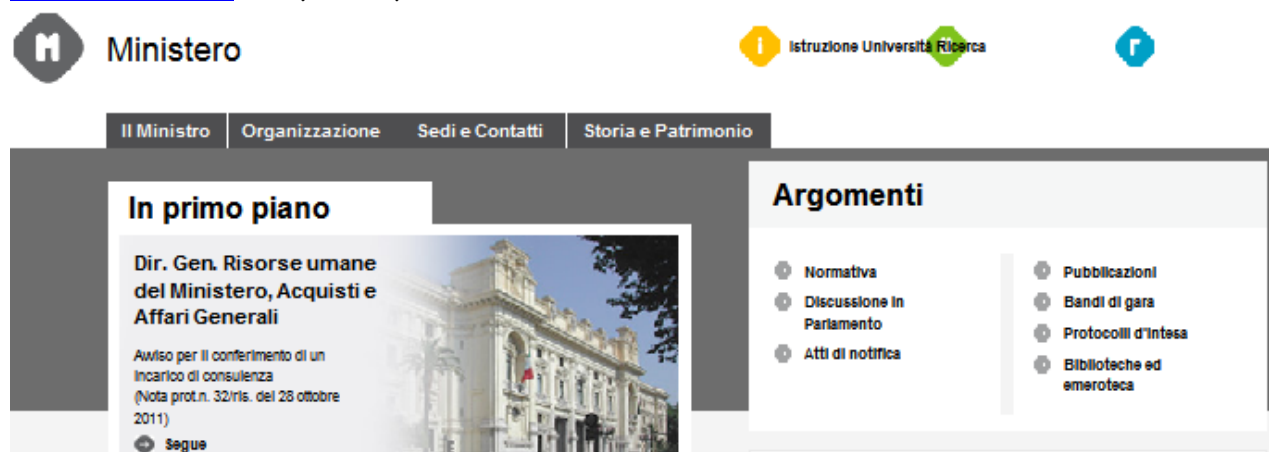 M Ministero
i Istruzione Università Ricerca r
Il Ministro Organizzazione Sedi e Contatti Storia e Patrimonio
In primo piano
Dir. Gen. Risorse umane
del Ministero, Acquisti e
Affari Generali
Avviso per il conferimento di un
incarico di consulenza
(Nota prot.n. 32/ris. del 28 ottobre
2011)
Segue
Argomenti
Normativa
Discussione in
Parlamento
Atti di notifica
Pubblicazioni
Bandi di gara
Protocolli d'intesa
Biblioteche ed
emeroteca